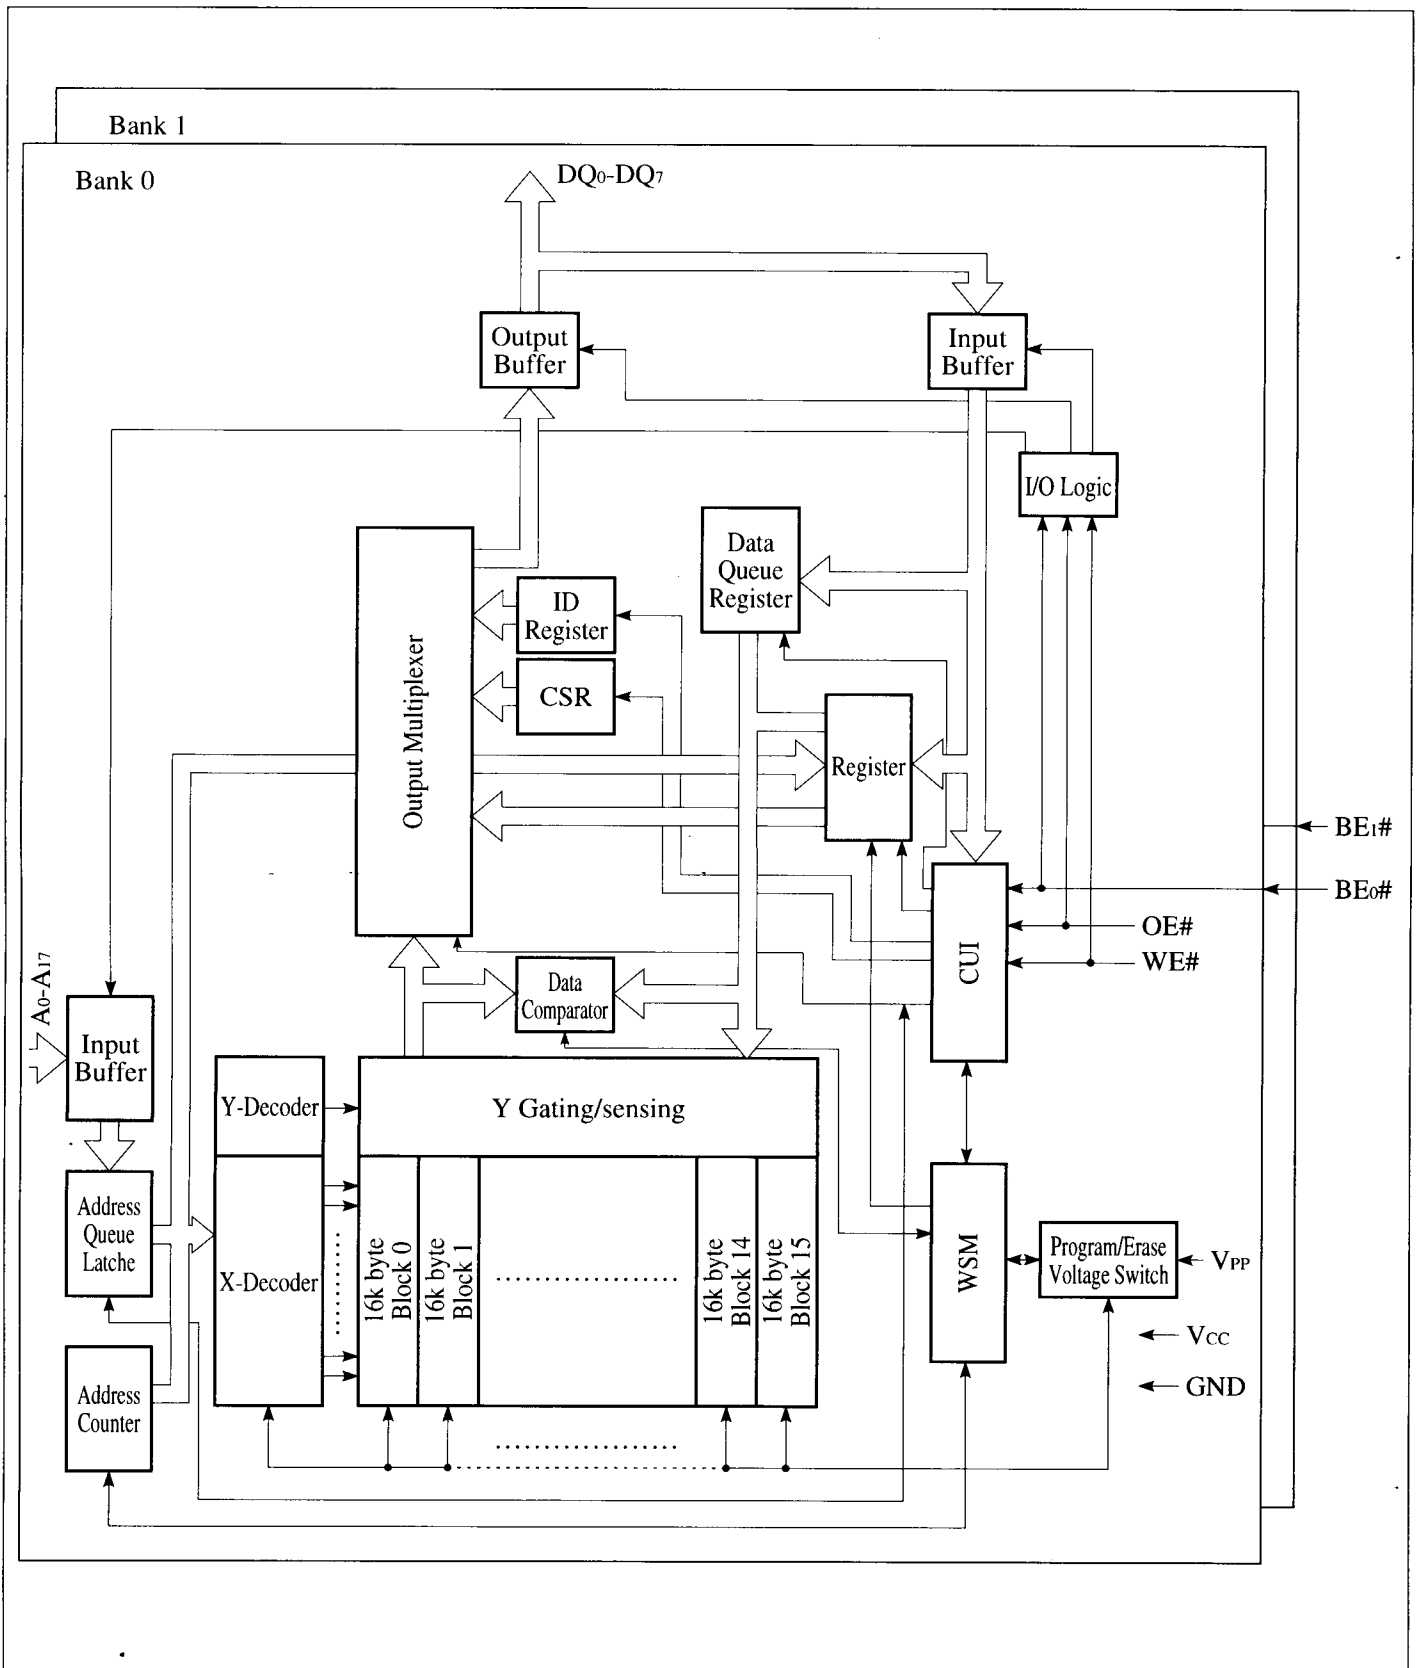 Bank 1
Bank 0
DQ0-DQ7
Output
Buffer
Input
Buffer
I/O Logic
Data
Queue
Register
ID
Register
CSR
Output Multiplexer
Register
BE1#
BE0#
OE#
WE#
CUI
A0-A17
Input
Buffer
Data
Comparator
Y-Decoder
Y Gating/sensing
Address
Queue
Latche
X-Decoder
16k byte
Block 0
16k byte
Block 1
16k byte
Block 14
16k byte
Block 15
WSM
Program/Erase
Voltage Switch
VPP
VCC
GND
Address
Counter